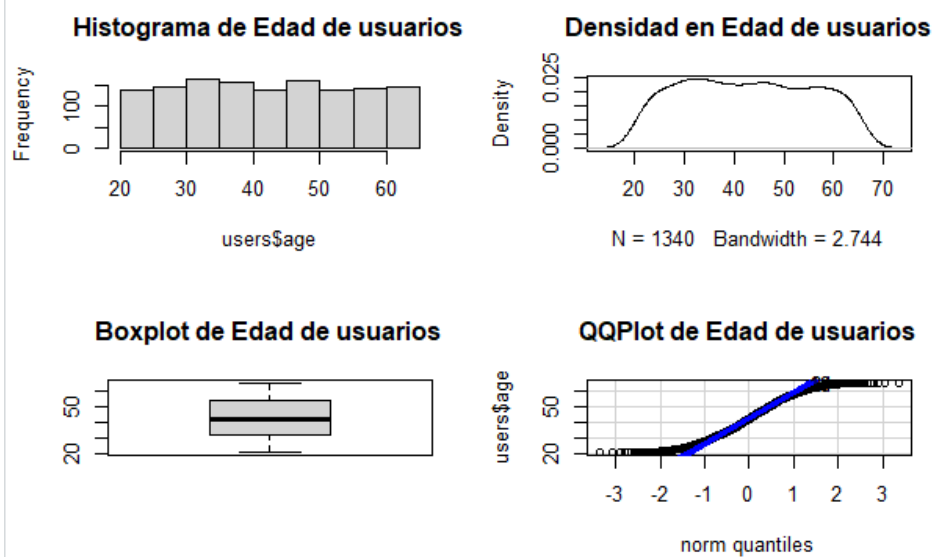 Histograma de Edad de usuarios
Frequency
0 100
20 30 40 50 60
users$age
Densidad en Edad de usuarios
Density
0.000 0.025
20 30 40 50 60 70
N = 1340 Bandwidth = 2.744
Boxplot de Edad de usuarios
20 50
QQPlot de Edad de usuarios
users$age
20 50
-3 -2 -1 0 1 2 3
norm quantiles